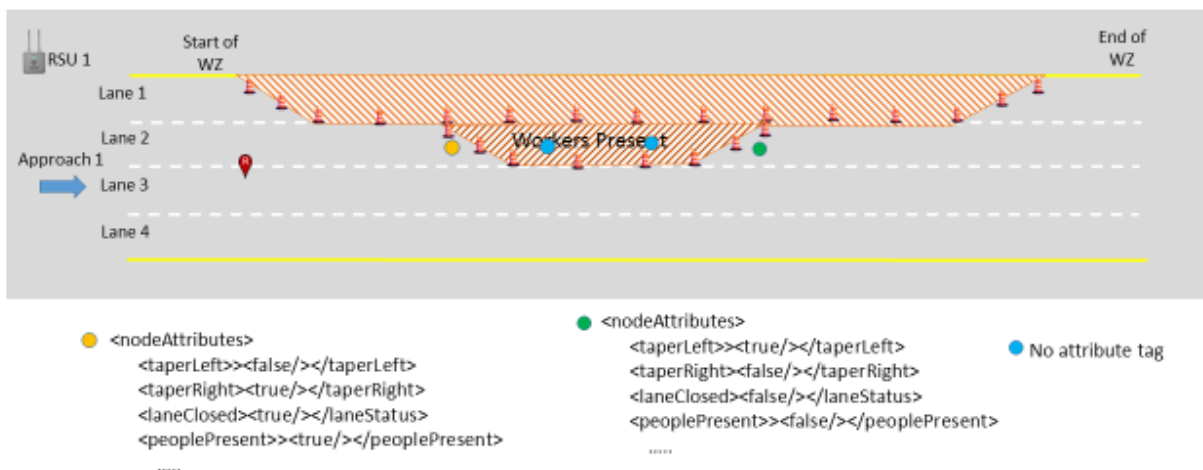 RSU 1
Start of
WZ
End of
WZ
Lane 1
Lane 2
Workers Present
Approach 1
R
Lane 3
Lane 4
<nodeAttributes>
<taperLeft>><false/></taperLeft>
<taperRight><true/></taperRight>
<laneClosed><true/></laneStatus>
<peoplePresent>><true/></peoplePresent>
.....
<nodeAttributes>
<taperLeft>><true/></taperLeft>
<taperRight><false/></taperRight>
<laneClosed><false/></laneStatus>
<peoplePresent>><false/></peoplePresent>
.....
No attribute tag